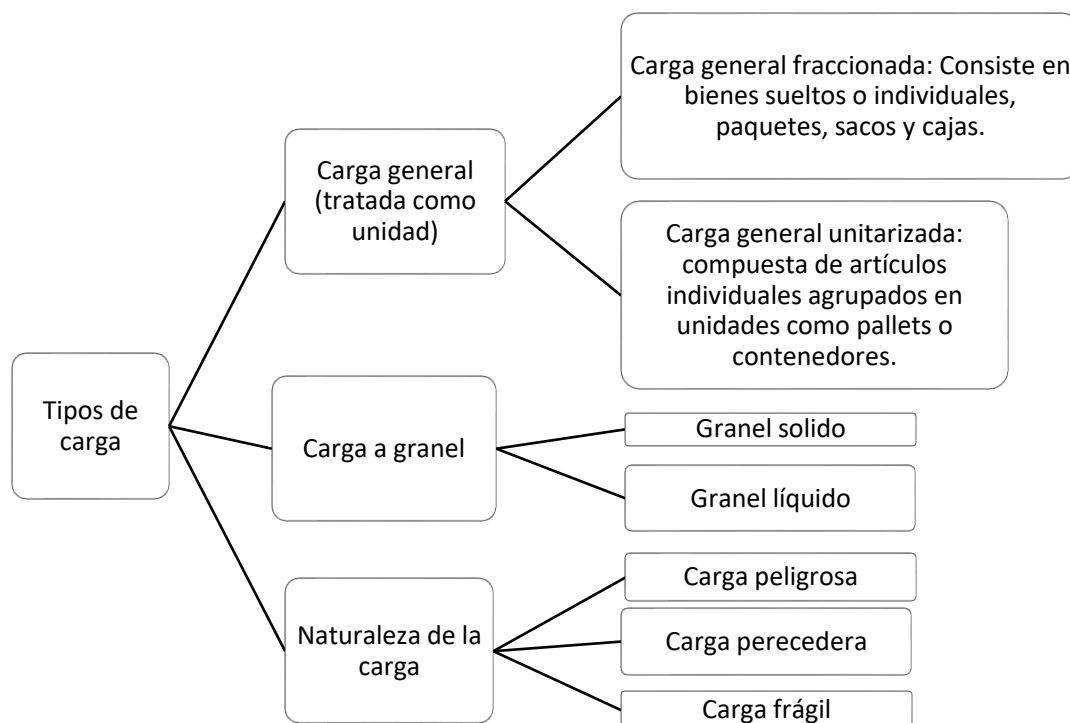 Tipos de
carga
Carga general
(tratada como
unidad)
Carga general fraccionada: Consiste en
bienes sueltos o individuales,
paquetes, sacos y cajas.
Carga general unitarizada:
compuesta de artículos
individuales agrupados en
unidades como pallets o
contenedores.
Carga a granel
Granel solido
Granel líquido
Naturaleza de la
carga
Carga peligrosa
Carga perecedera
Carga frágil